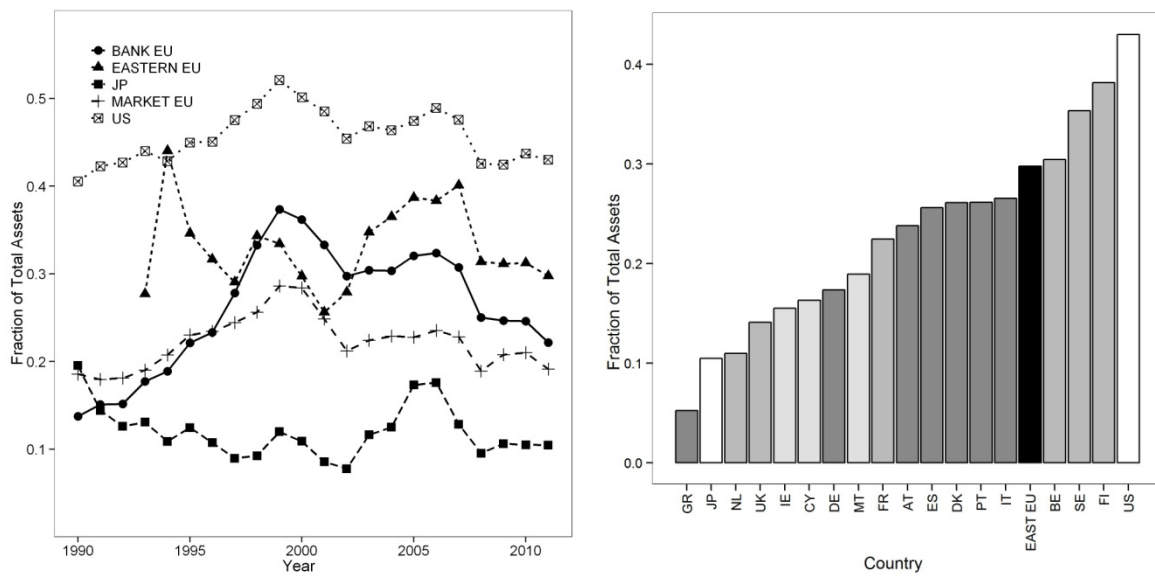 BANK EU
EASTERN EU
JP
MARKET EU
US
Fraction of Total Assets
0.5
0.4
0.3
0.2
0.1
1990
1995
2000
2005
2010
Year
Fraction of Total Assets
0.4
0.3
0.2
0.1
0.0
GR
JP
NL
UK
IE
CY
DE
MT
FR
AT
ES
DK
PT
IT
EAST EU
BE
SE
FI
US
Country